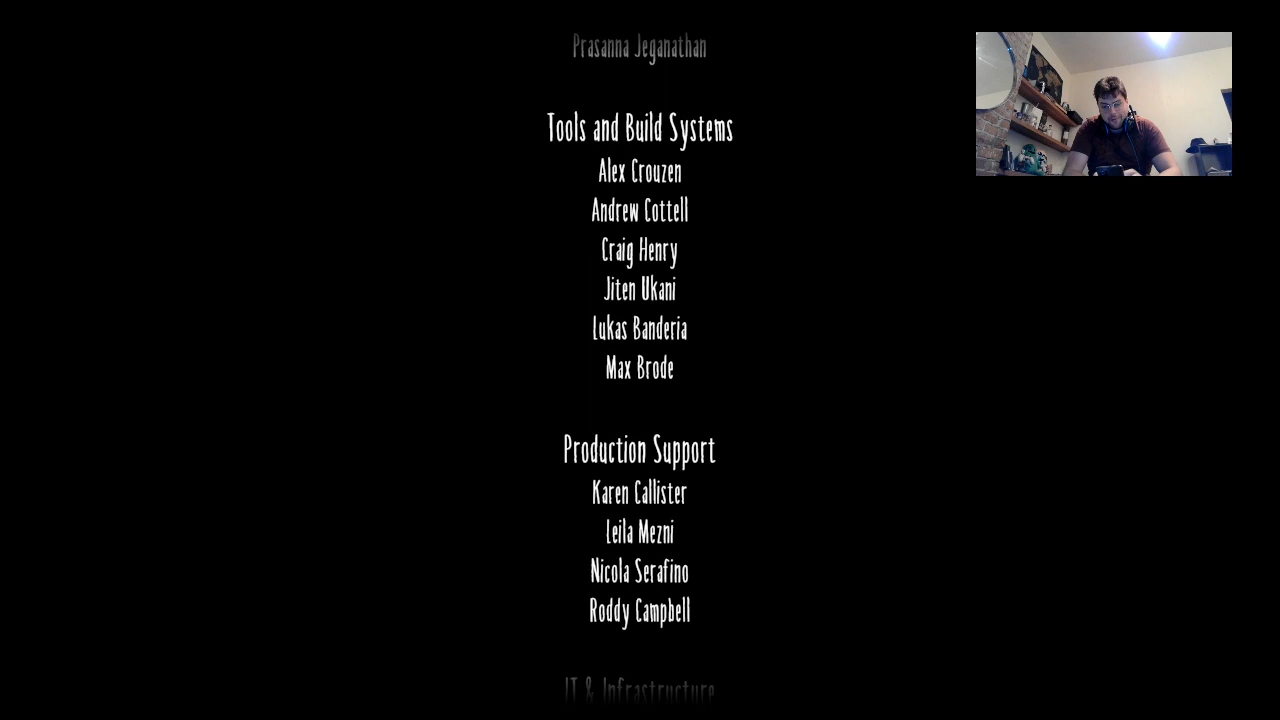 Prasanna Jeganathan
Tools and Build Systems
Alex Crouzen
Andrew Cottell
Craig Henry
Jiten Ukani
Lukas Banderia
Max Brode
Production Support
Karen Callister
Leila Mezni
Nicola Serafino
Roddy Campbell
IT & Infrastructure